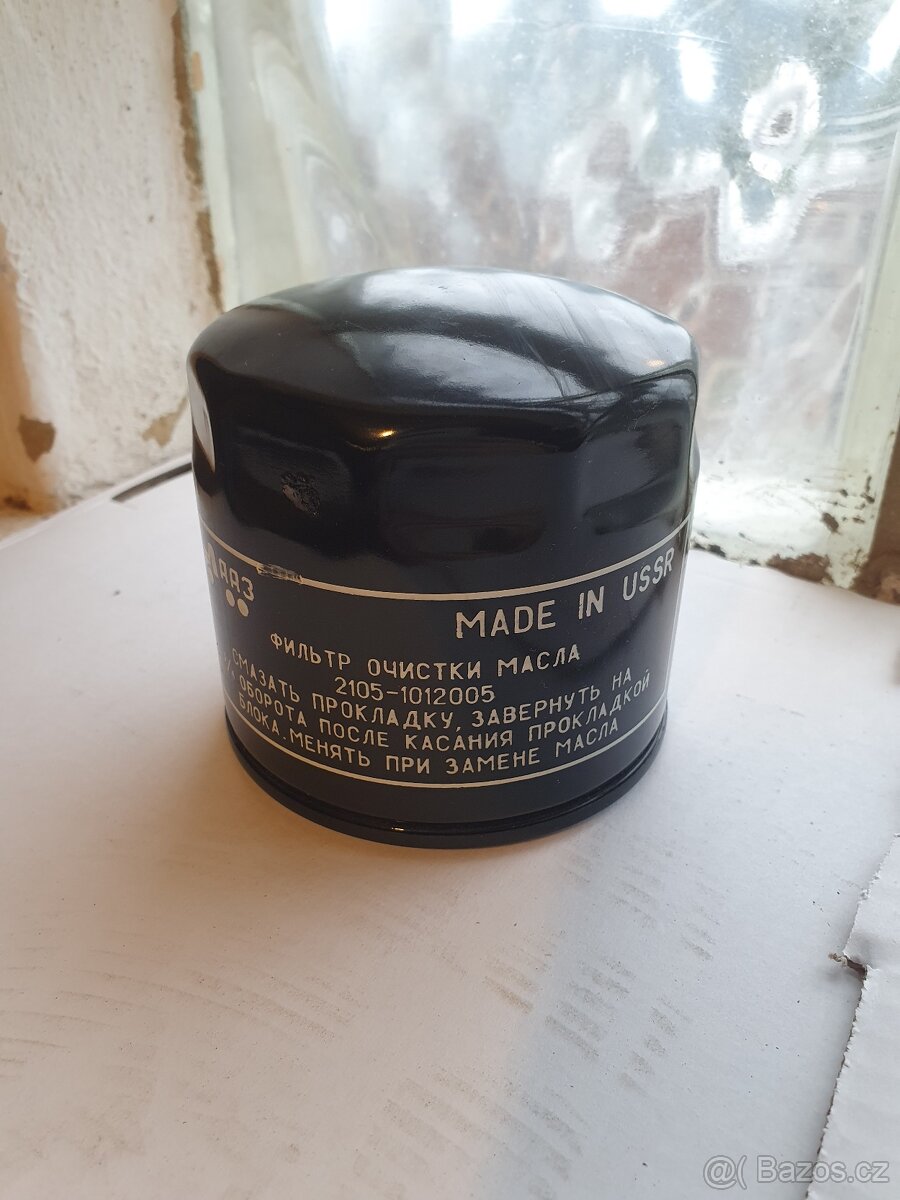 ААЗ
MADE IN USSR
ФИЛЬТР ОЧИСТКИ МАСЛА
2105-1012005
СМАЗАТЬ ПРОКЛАДКУ, ЗАВЕРНУТЬ НА
ОБОРОТА ПОСЛЕ КАСАНИЯ ПРОКЛАДКОЙ
БЛОКА. МЕНЯТЬ ПРИ ЗАМЕНЕ МАСЛА
@( Bazos.cz